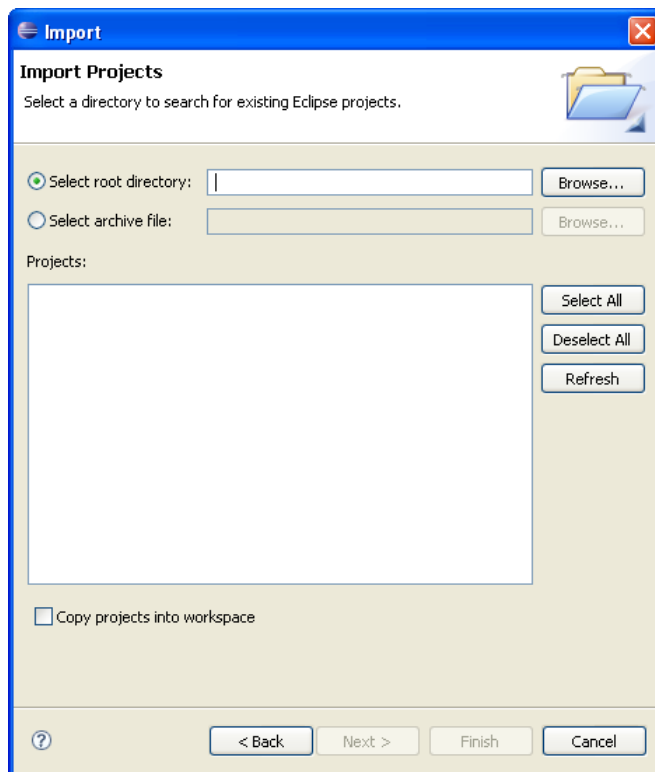 Import
Import Projects
Select a directory to search for existing Eclipse projects.
Select root directory:
Browse...
Select archive file:
Browse...
Projects:
Select All
Deselect All
Refresh
Copy projects into workspace
?
< Back
Next >
Finish
Cancel